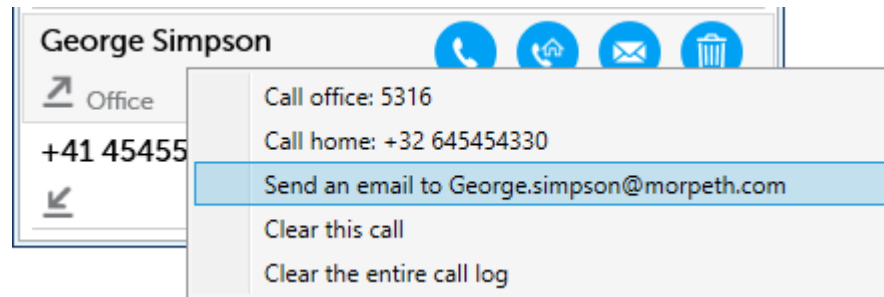 George Simpson
Office
Call office: 5316
Call home: +32 645454330
+41 45455
Send an email to George.simpson@morpeth.com
Clear this call
Clear the entire call log